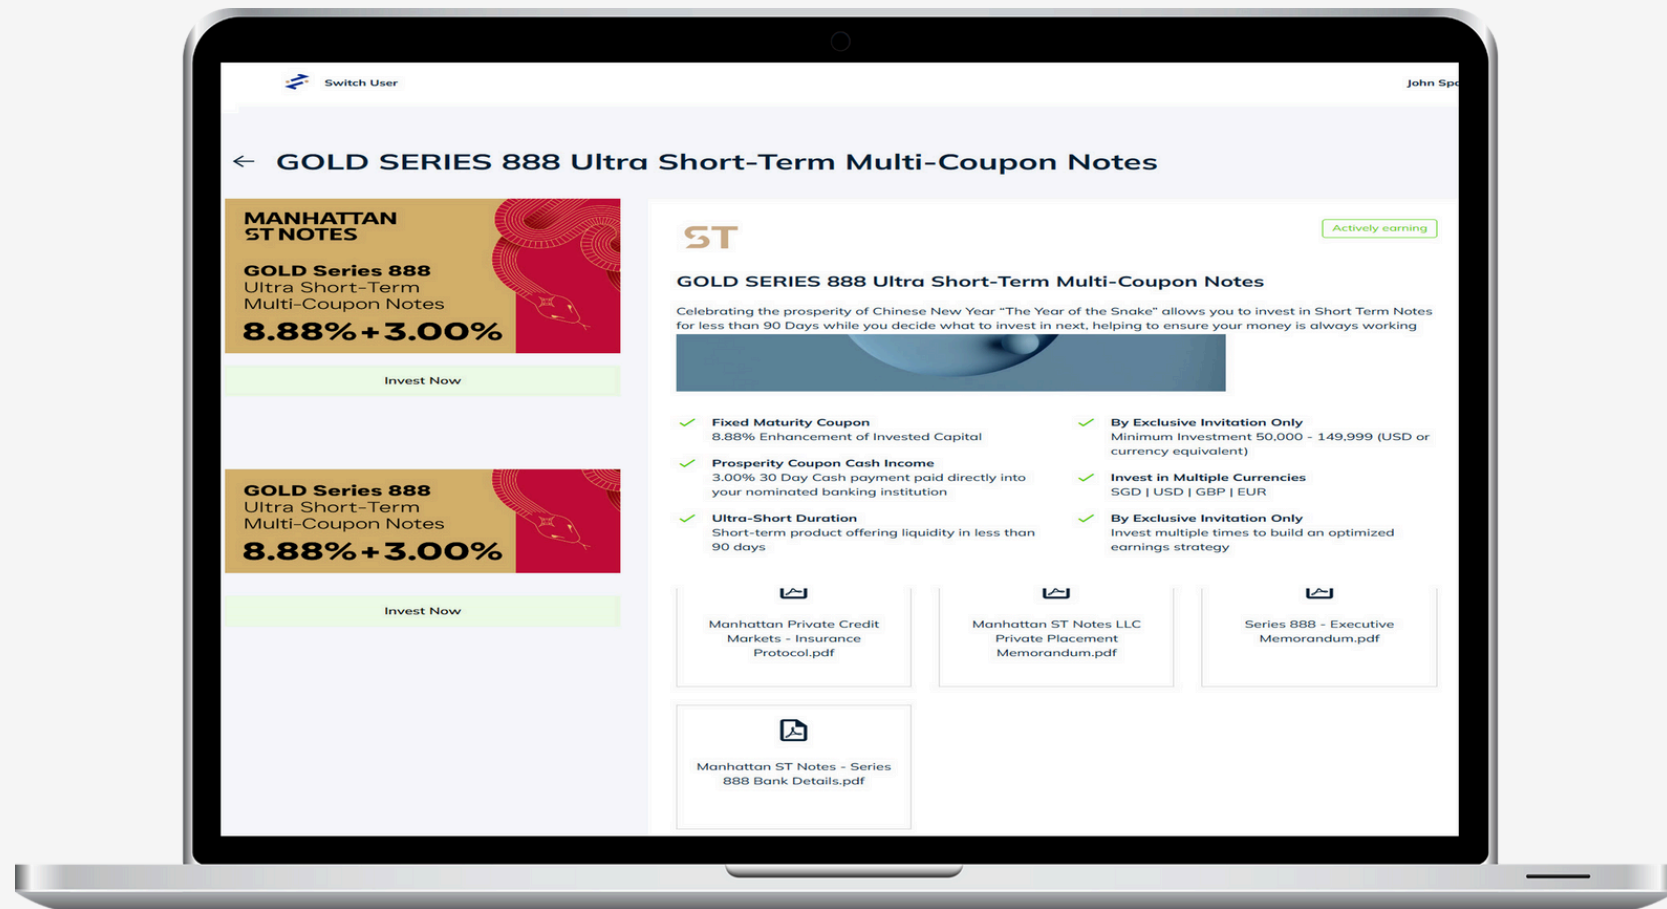 Switch User
John Spo
← GOLD SERIES 888 Ultra Short-Term Multi-Coupon Notes
MANHATTAN
ST NOTES
GOLD Series 888
Ultra Short-Term
Multi-Coupon Notes
8.88%+3.00%
Invest Now
GOLD Series 888
Ultra Short-Term
Multi-Coupon Notes
8.88%+3.00%
Invest Now
ST
Actively earning
GOLD SERIES 888 Ultra Short-Term Multi-Coupon Notes
Celebrating the prosperity of Chinese New Year “The Year of the Snake” allows you to invest in Short Term Notes
for less than 90 Days while you decide what to invest in next, helping to ensure your money is always working
Fixed Maturity Coupon
8.88% Enhancement of Invested Capital
Prosperity Coupon Cash Income
3.00% 30 Day Cash payment paid directly into
your nominated banking institution
Ultra-Short Duration
Short-term product offering liquidity in less than
90 days
By Exclusive Invitation Only
Minimum Investment 50,000 - 149,999 (USD or
currency equivalent)
Invest in Multiple Currencies
SGD | USD | GBP | EUR
By Exclusive Invitation Only
Invest multiple times to build an optimized
earnings strategy
Manhattan Private Credit
Markets - Insurance
Protocol.pdf
Manhattan ST Notes LLC
Private Placement
Memorandum.pdf
Series 888 - Executive
Memorandum.pdf
Manhattan ST Notes - Series
888 Bank Details.pdf